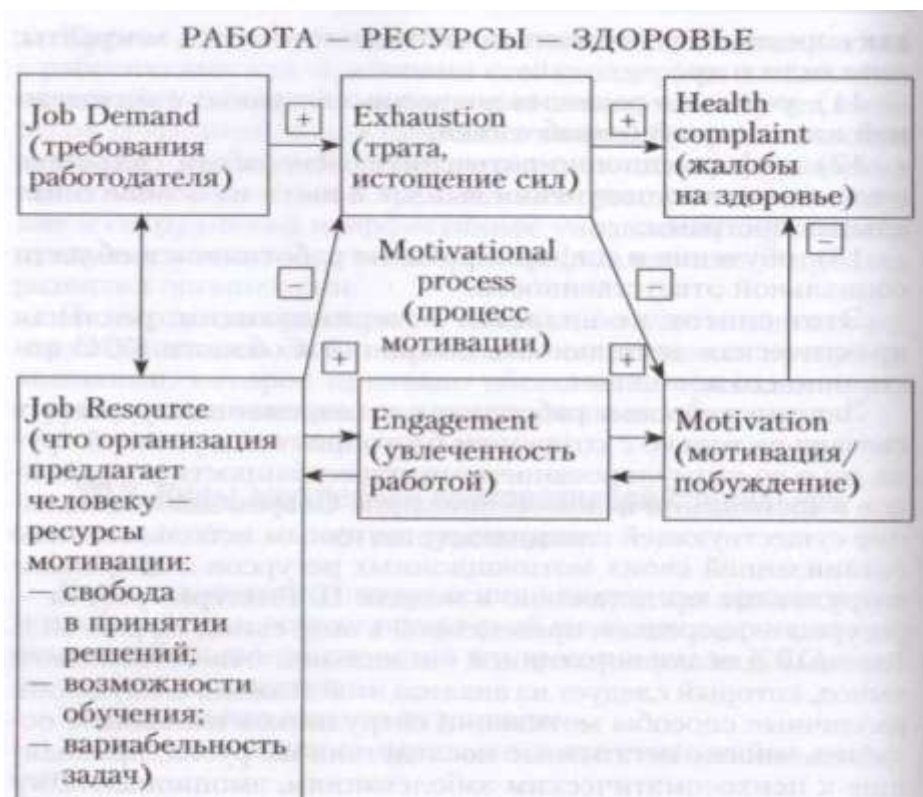 РАБОТА — РЕСУРСЫ — ЗДОРОВЬЕ
Job Demand
(требования
работодателя)
+
Exhaustion
(трата,
истощение сил)
+
Health
complaint
(жалобы
на здоровье)
Motivational
process
(процесс
мотивации)
–
–
–
+
+
Job Resource
(что организация
предлагает
человеку
ресурсы
мотивации:
— свобода
в принятии
решений;
— возможности
обучения;
— вариабельность
задач)
Engagement
(увлеченность
работой)
Motivation
(мотивация/
побуждение)